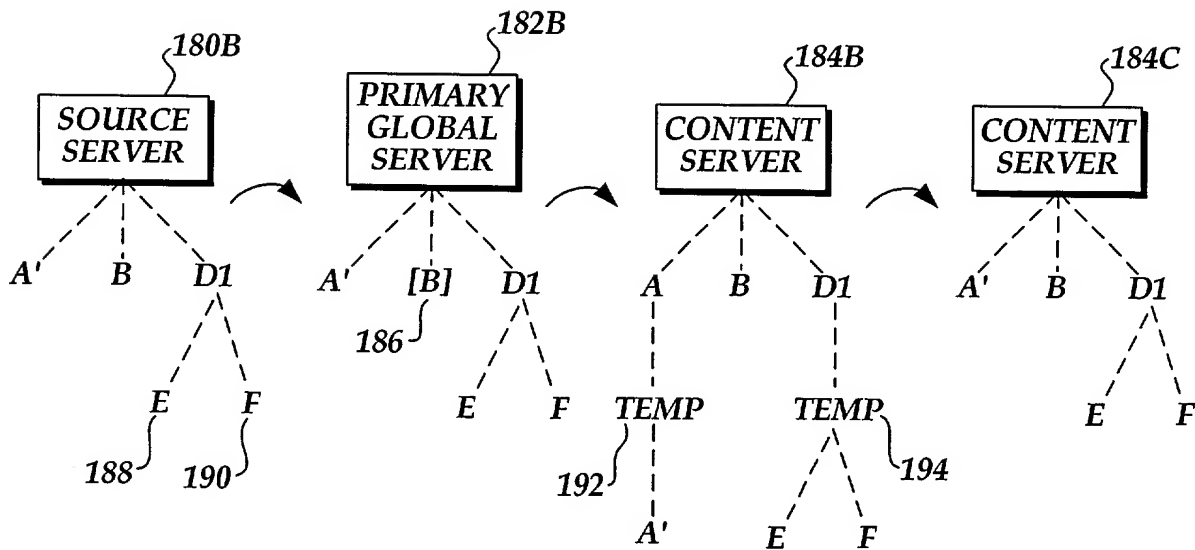 180B
SOURCE
SERVER
A'
B
D1
E
F
188
190
182B
PRIMARY
GLOBAL
SERVER
A'
[B]
D1
186
E
F
184B
CONTENT
SERVER
A
B
D1
TEMP
TEMP
192
194
A'
E
F
184C
CONTENT
SERVER
A'
B
D1
E
F